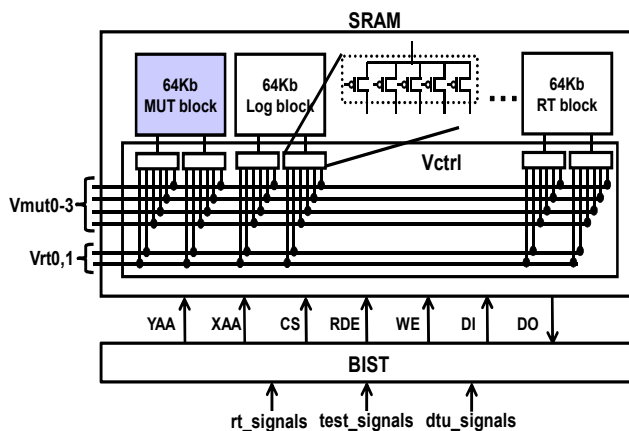 SRAM
64Kb
MUT block
64Kb
Log block
64Kb
RT block
Vctrl
Vmut0-3
Vrt0,1
YAA XAA CS RDE WE DI DO
BIST
rt_signals test_signals dtu_signals